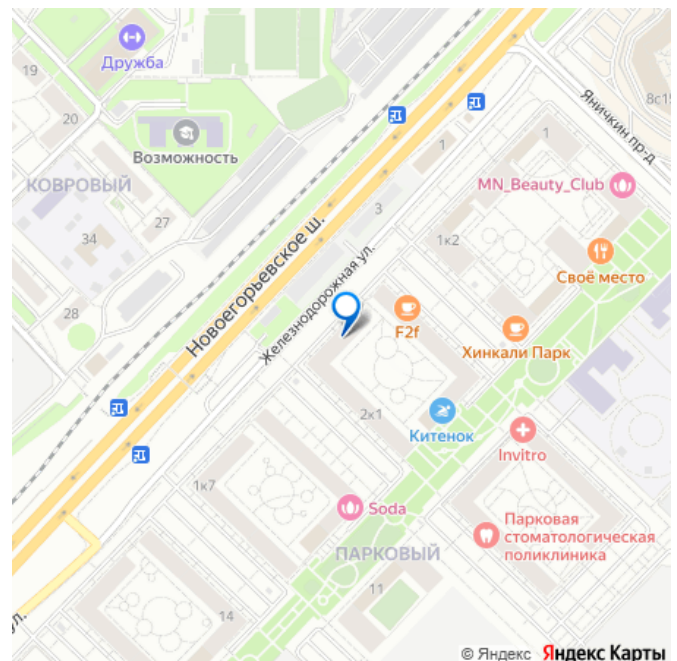 Дружба
19
8с15
20
Яничкин пр-д
1
1
Возможность
MN_Beauty_Club
КОВРОВЫЙ
27
3
34
1к2
Своё место
Новоегорьевское ш.
Железнодорожная ул.
28
F2f
Хинкали Парк
2к1
Китенок
Invitro
1к7
Soda
Парковая
стоматологическая
поликлиника
ПАРКОВЫЙ
11
14
ул.
© Яндекс Яндекс Карты